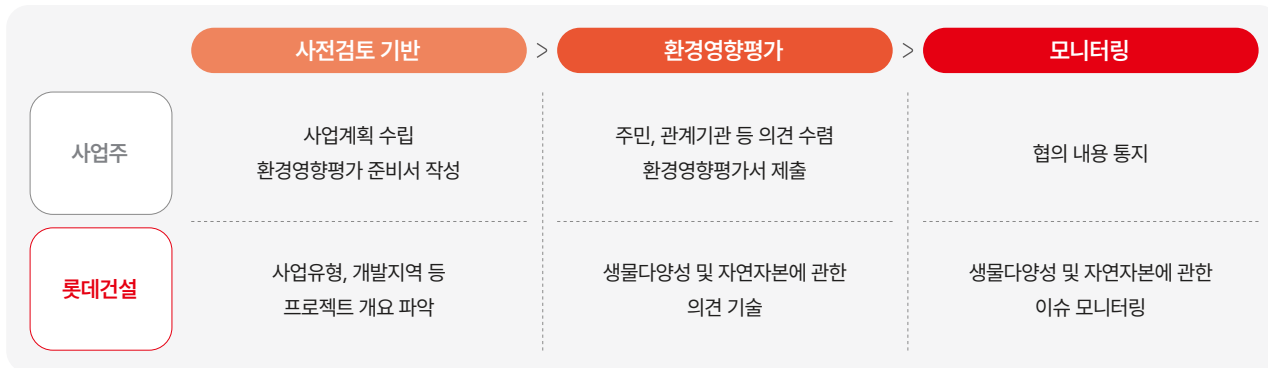 사전검토 기반 > 환경영향평가 > 모니터링
사업주
사업계획 수립
환경영향평가 준비서 작성
주민, 관계기관 등 의견 수렴
환경영향평가서 제출
협의 내용 통지
롯데건설
사업유형, 개발지역 등
프로젝트 개요 파악
생물다양성 및 자연자본에 관한
의견 기술
생물다양성 및 자연자본에 관한
이슈 모니터링